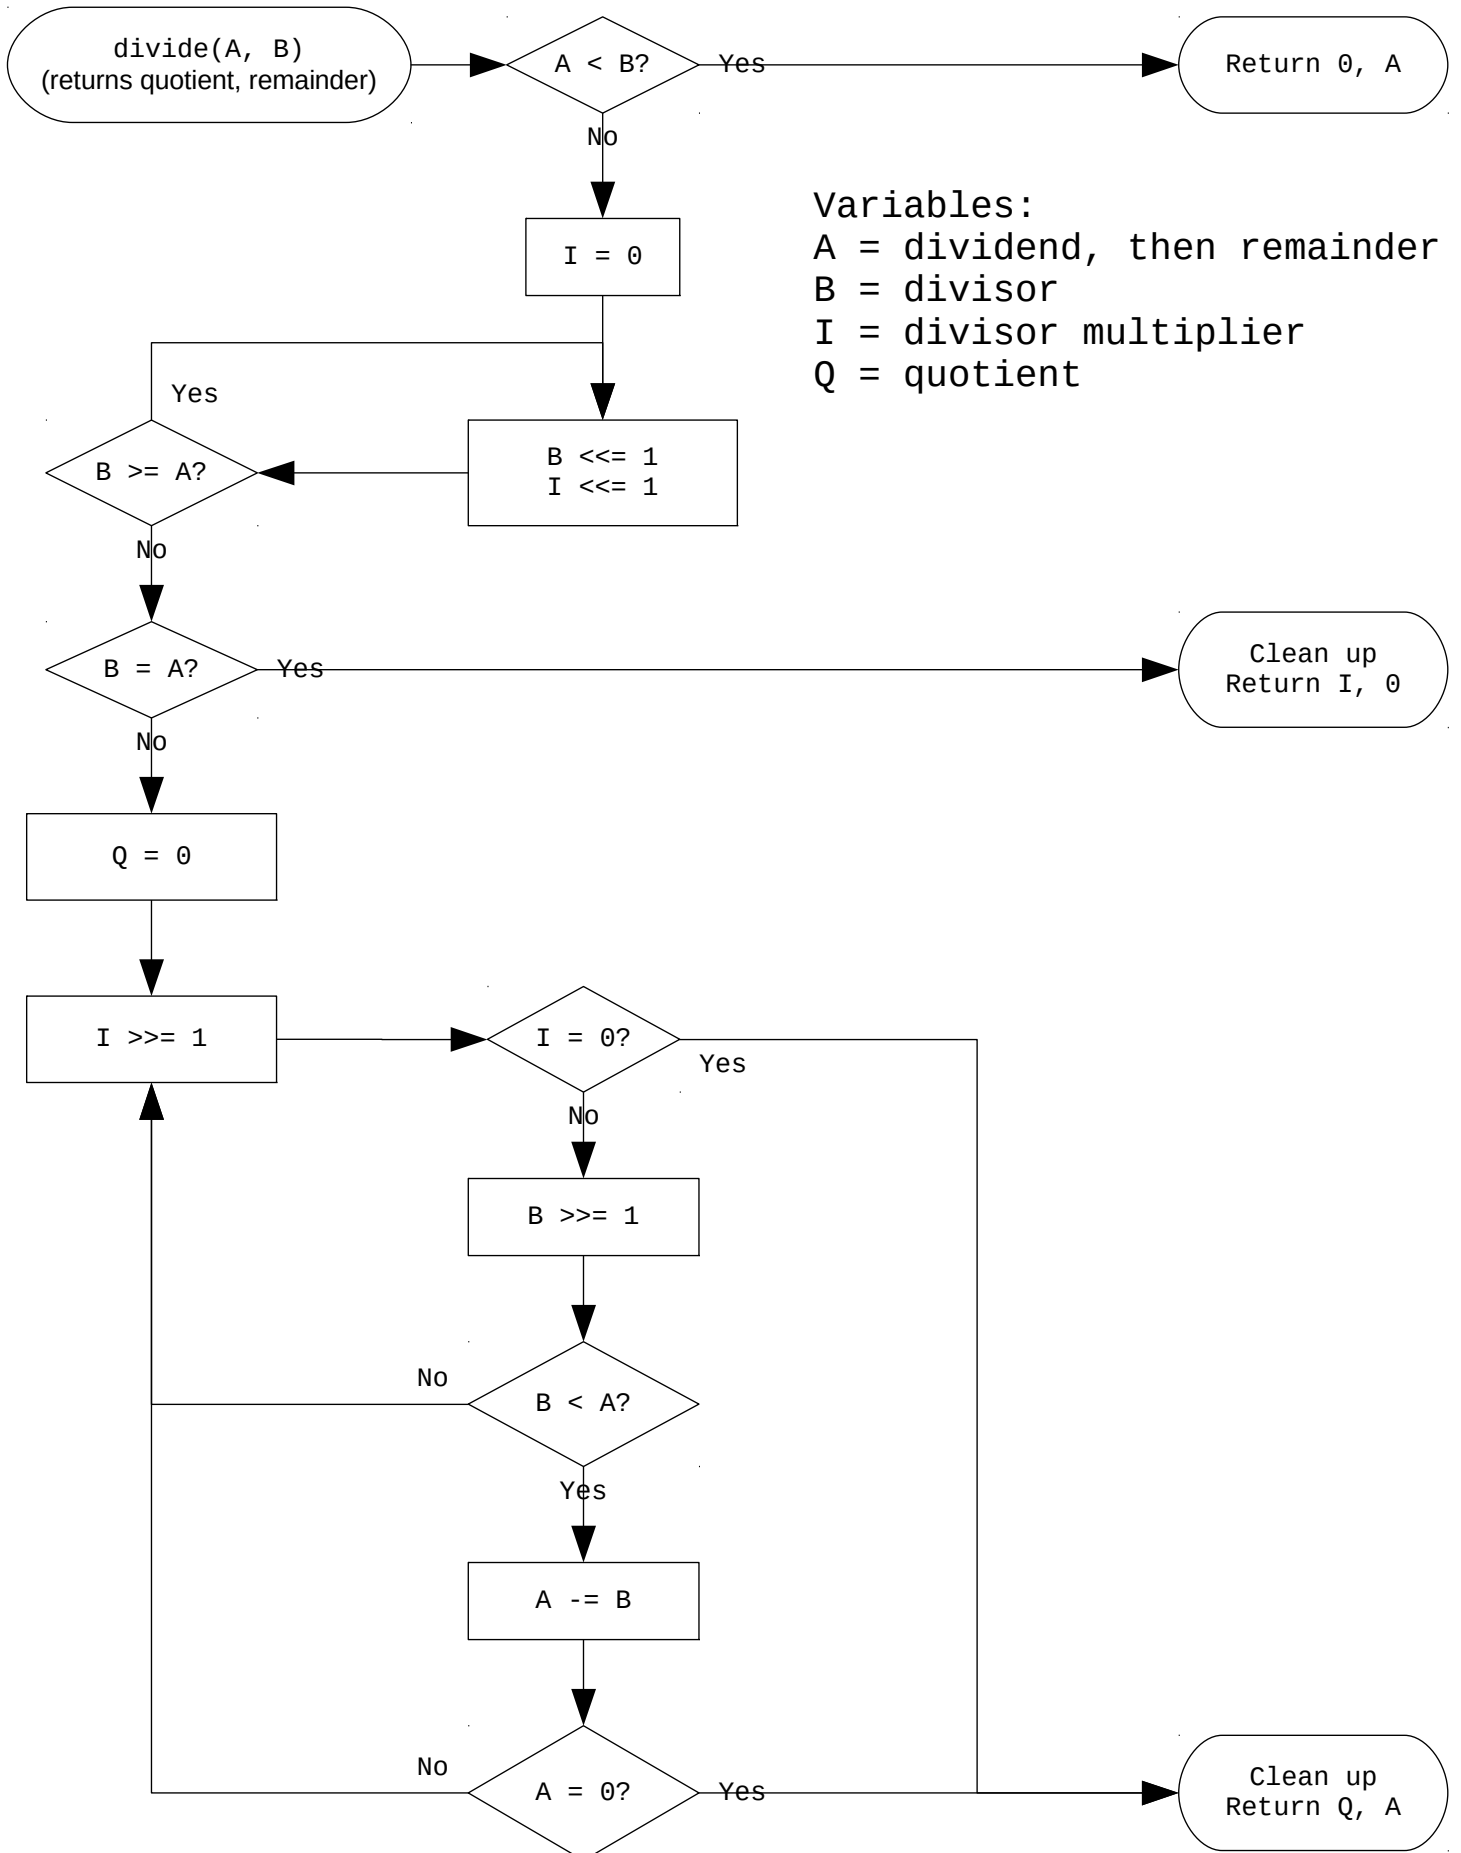 divide(A, B)
(returns quotient, remainder)
A < B?
Yes
Return 0, A
No
I = 0
Variables:
A = dividend, then remainder
B = divisor
I = divisor multiplier
Q = quotient
Yes
B >= A?
B <<= 1
I <<= 1
No
B = A?
Yes
Clean up
Return I, 0
No
Q = 0
I >>= 1
I = 0?
Yes
No
B >>= 1
No
B < A?
Yes
A -= B
No
A = 0?
Yes
Clean up
Return Q, A